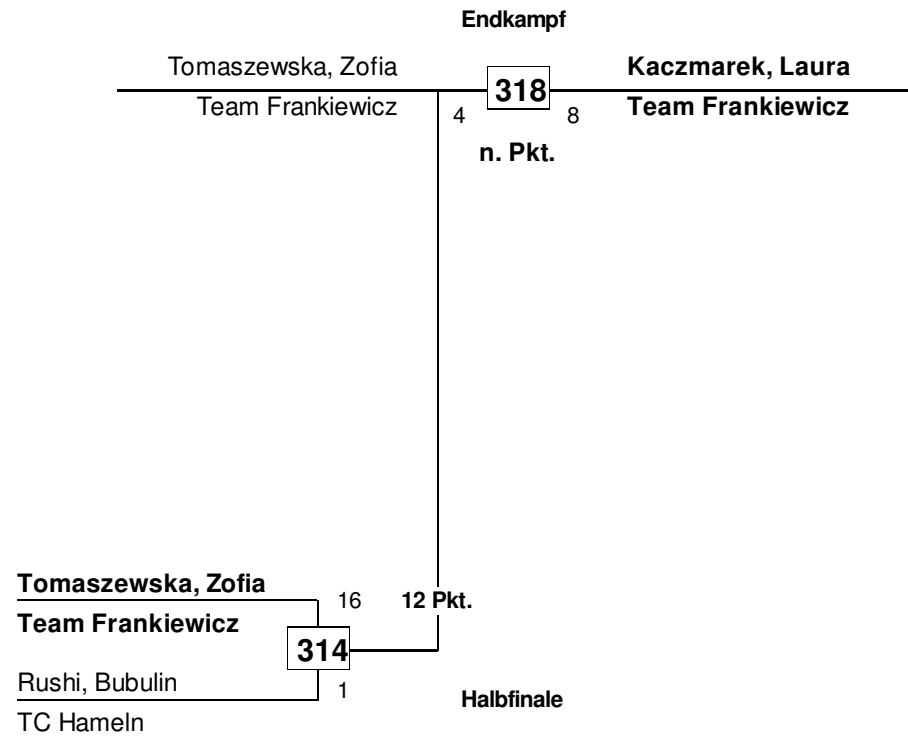 Endkampf
Tomaszewska, Zofia
318
Kaczmarek, Laura
Team Frankiewicz
4
8
Team Frankiewicz
n. Pkt.
Tomaszewska, Zofia
16
12 Pkt.
Team Frankiewicz
314
Rushi, Bubulin
1
Halbfinale
TC Hameln